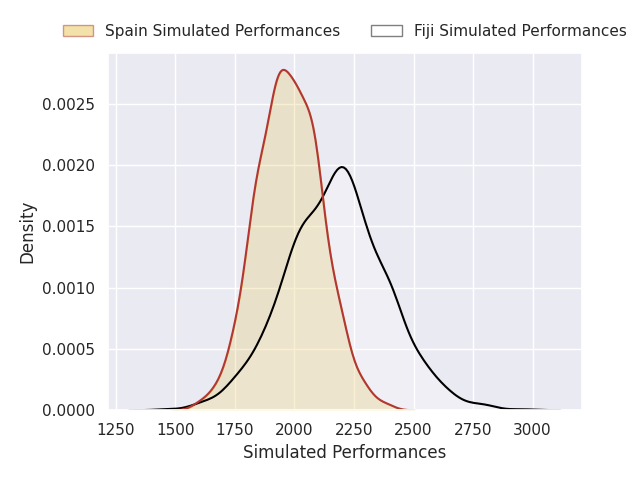 Spain Simulated Performances
Fiji Simulated Performances
0.0025
0.0020
0.0015
0.0010
0.0005
0.0000
Density
1250 1500 1750 2000 2250 2500 2750 3000
Simulated Performances